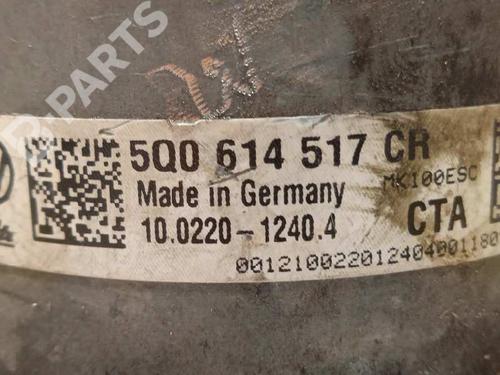 PARTS
5Q0 614 517 CR
Made in Germany
MK100ESC
10.0220-1240.4
CTA
00121002201240400118